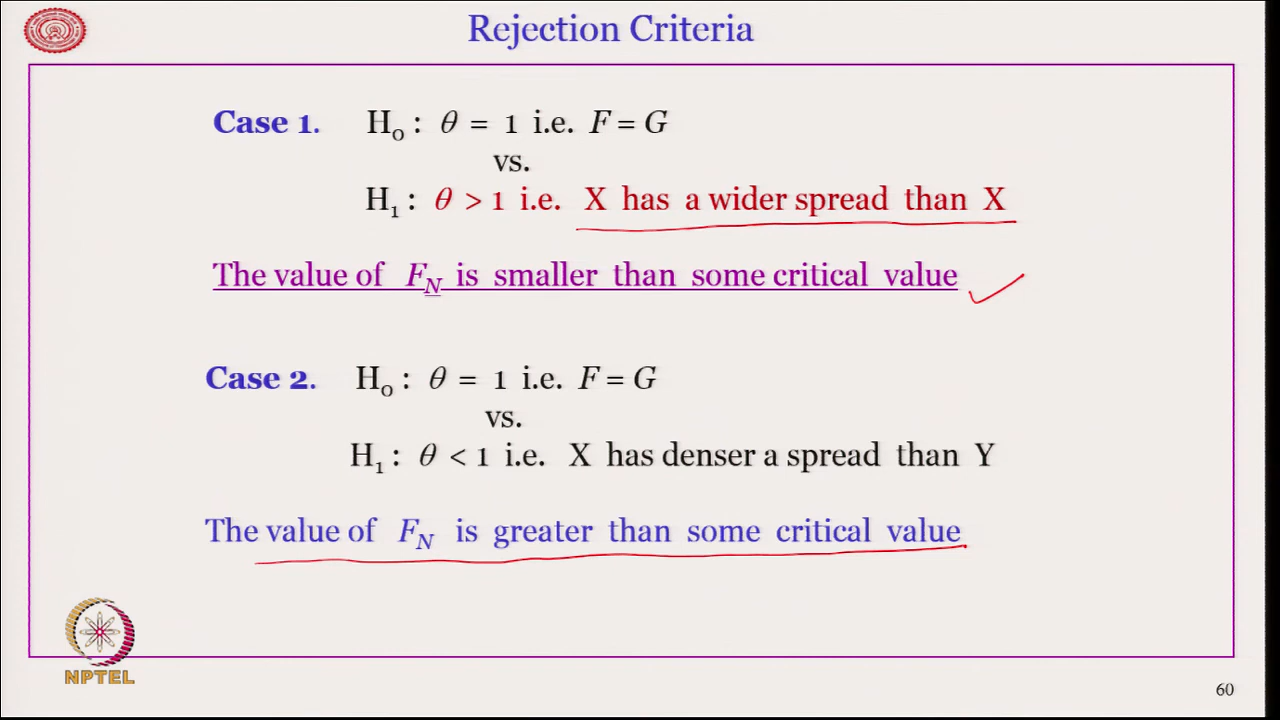 Rejection Criteria
Case 1. H₀ : θ = 1 i.e. F = G
vs.
H₁ : θ > 1 i.e. X has a wider spread than X
The value of F_N is smaller than some critical value
Case 2. H₀ : θ = 1 i.e. F = G
vs.
H₁ : θ < 1 i.e. X has denser a spread than Y
The value of F_N is greater than some critical value
NPTEL
60